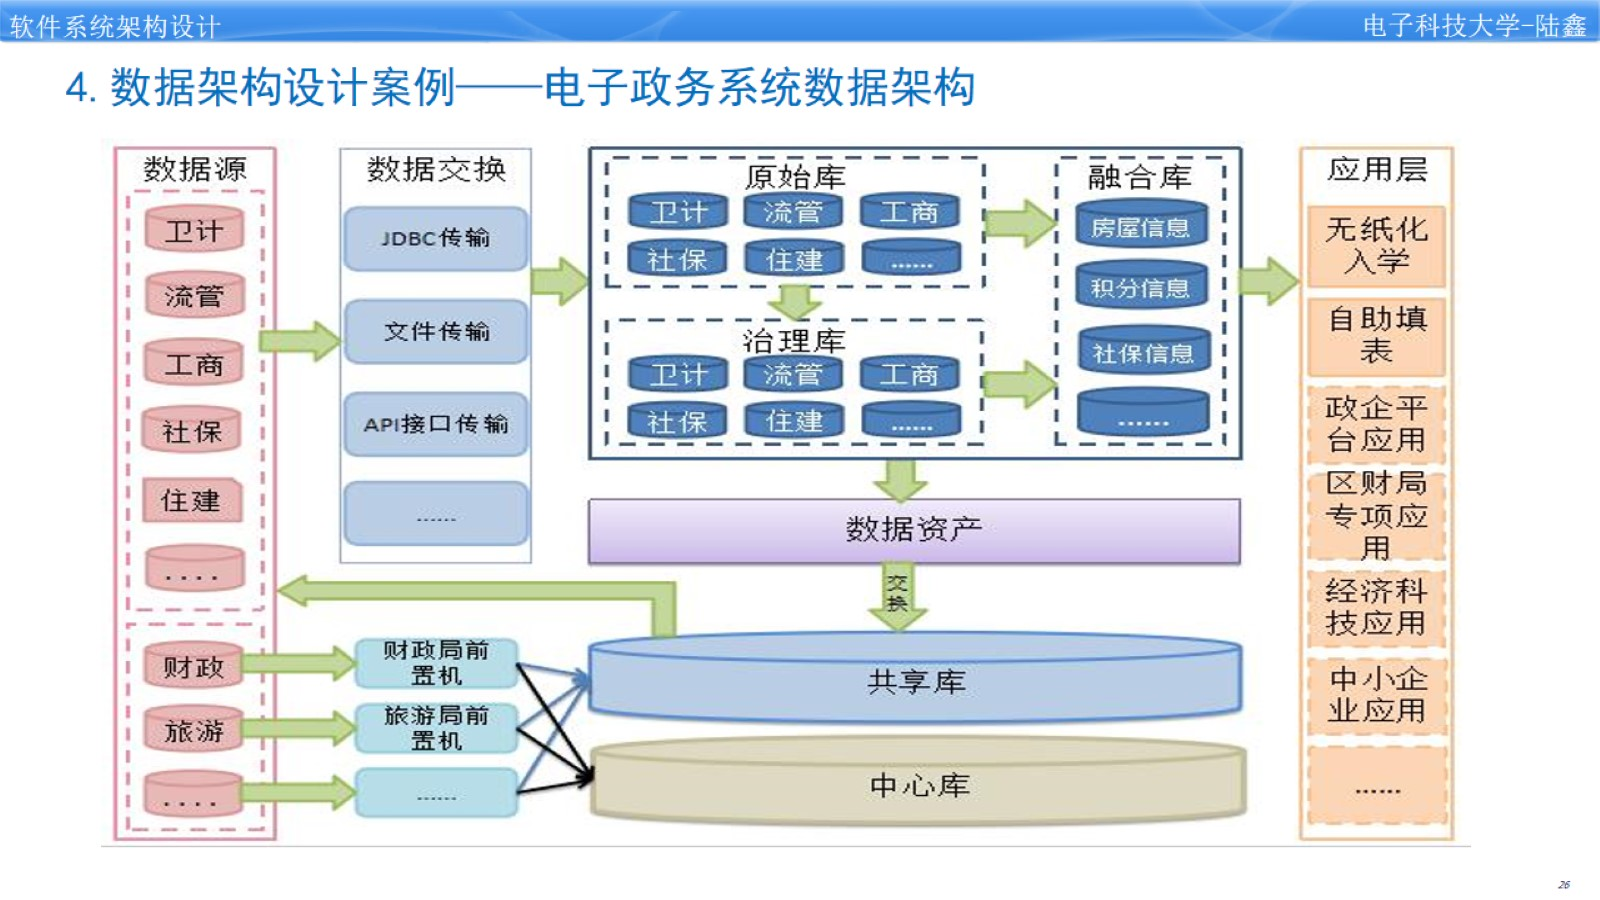 软件系统架构设计
电子科技大学-陆鑫
4. 数据架构设计案例——电子政务系统数据架构
数据源
卫计
流管
工商
社保
住建
....
财政
旅游
....
数据交换
JDBC传输
文件传输
API接口传输
......
财政局前
置机
旅游局前
置机
......
原始库
卫计
流管
工商
社保
住建
......
治理库
卫计
流管
工商
社保
住建
......
融合库
房屋信息
积分信息
社保信息
......
数据资产
交
换
共享库
中心库
应用层
无纸化
入学
自助填
表
政企平
台应用
区财局
专项应
用
经济科
技应用
中小企
业应用
......
26